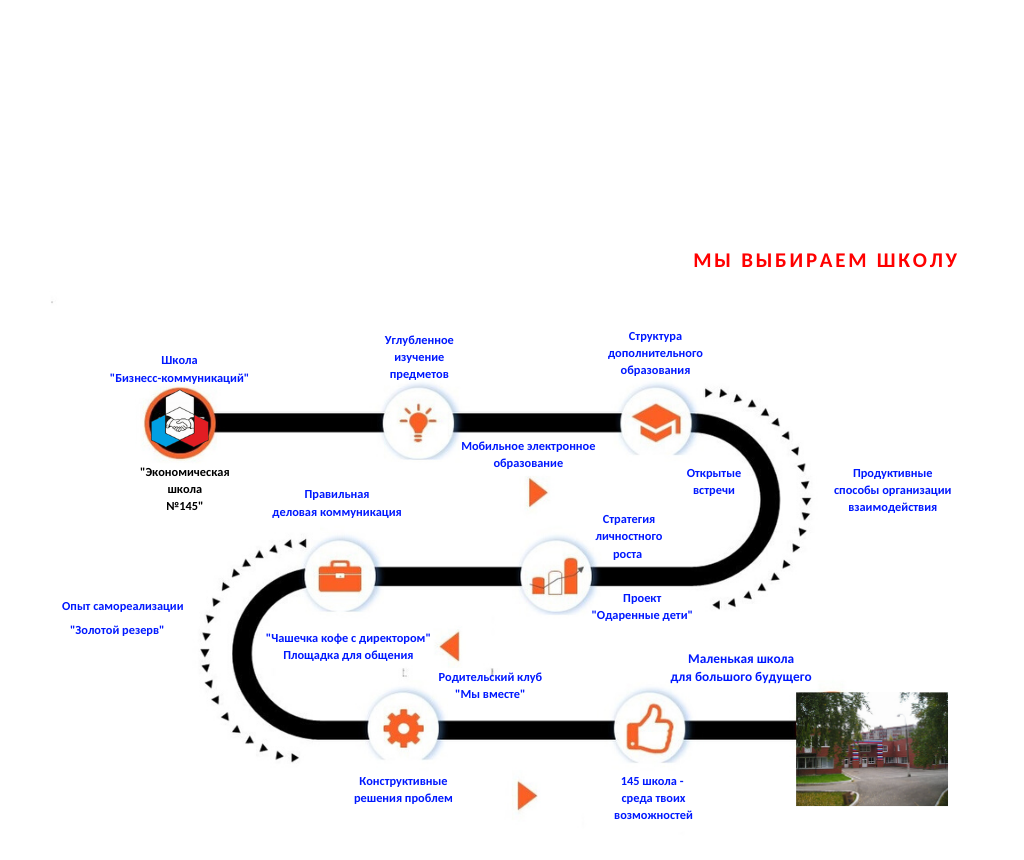 МЫ ВЫБИРАЕМ ШКОЛУ
Школа
"Бизнесс-коммуникаций"
"Экономическая
школа
№145"
Углубленное
изучение
предметов
Мобильное электронное
образование
Структура
дополнительного
образования
Открытые
встречи
Продуктивные
способы организации
взаимодействия
Стратегия
личностного
роста
Проект
"Одаренные дети"
Правильная
деловая коммуникация
"Чашечка кофе с директором"
Площадка для общения
Опыт самореализации
"Золотой резерв"
Родительский клуб
"Мы вместе"
Конструктивные
решения проблем
Маленькая школа
для большого будущего
145 школа -
среда твоих
возможностей